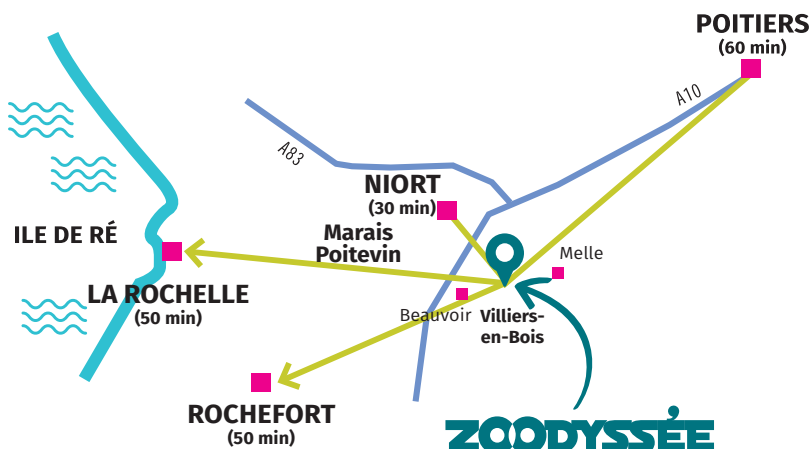 POITIERS
(60 min)
A10
A83
NIORT
(30 min)
Marais
Poitevin
ILE DE RÉ
Melle
LA ROCHELLE
(50 min)
Beauvoir
Villiers-
en-Bois
ROCHEFORT
(50 min)
ZOODYSSÉE